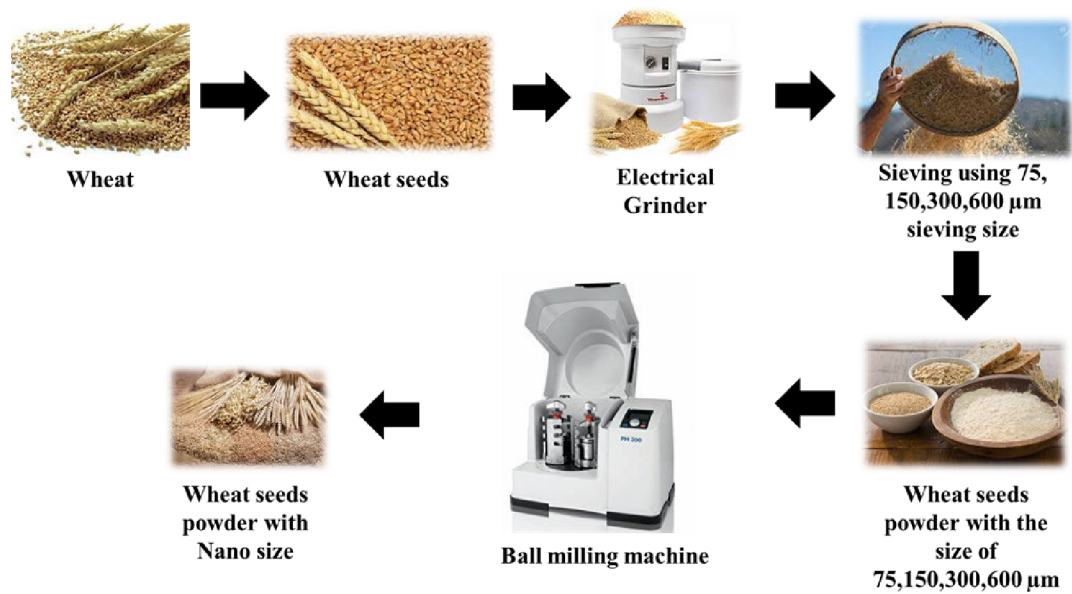 Wheat
Wheat seeds
Electrical
Grinder
Sieving using 75,
150,300,600 µm
sieving size
Wheat seeds
powder with the
size of
75,150,300,600 µm
Ball milling machine
Wheat seeds
powder with
Nano size